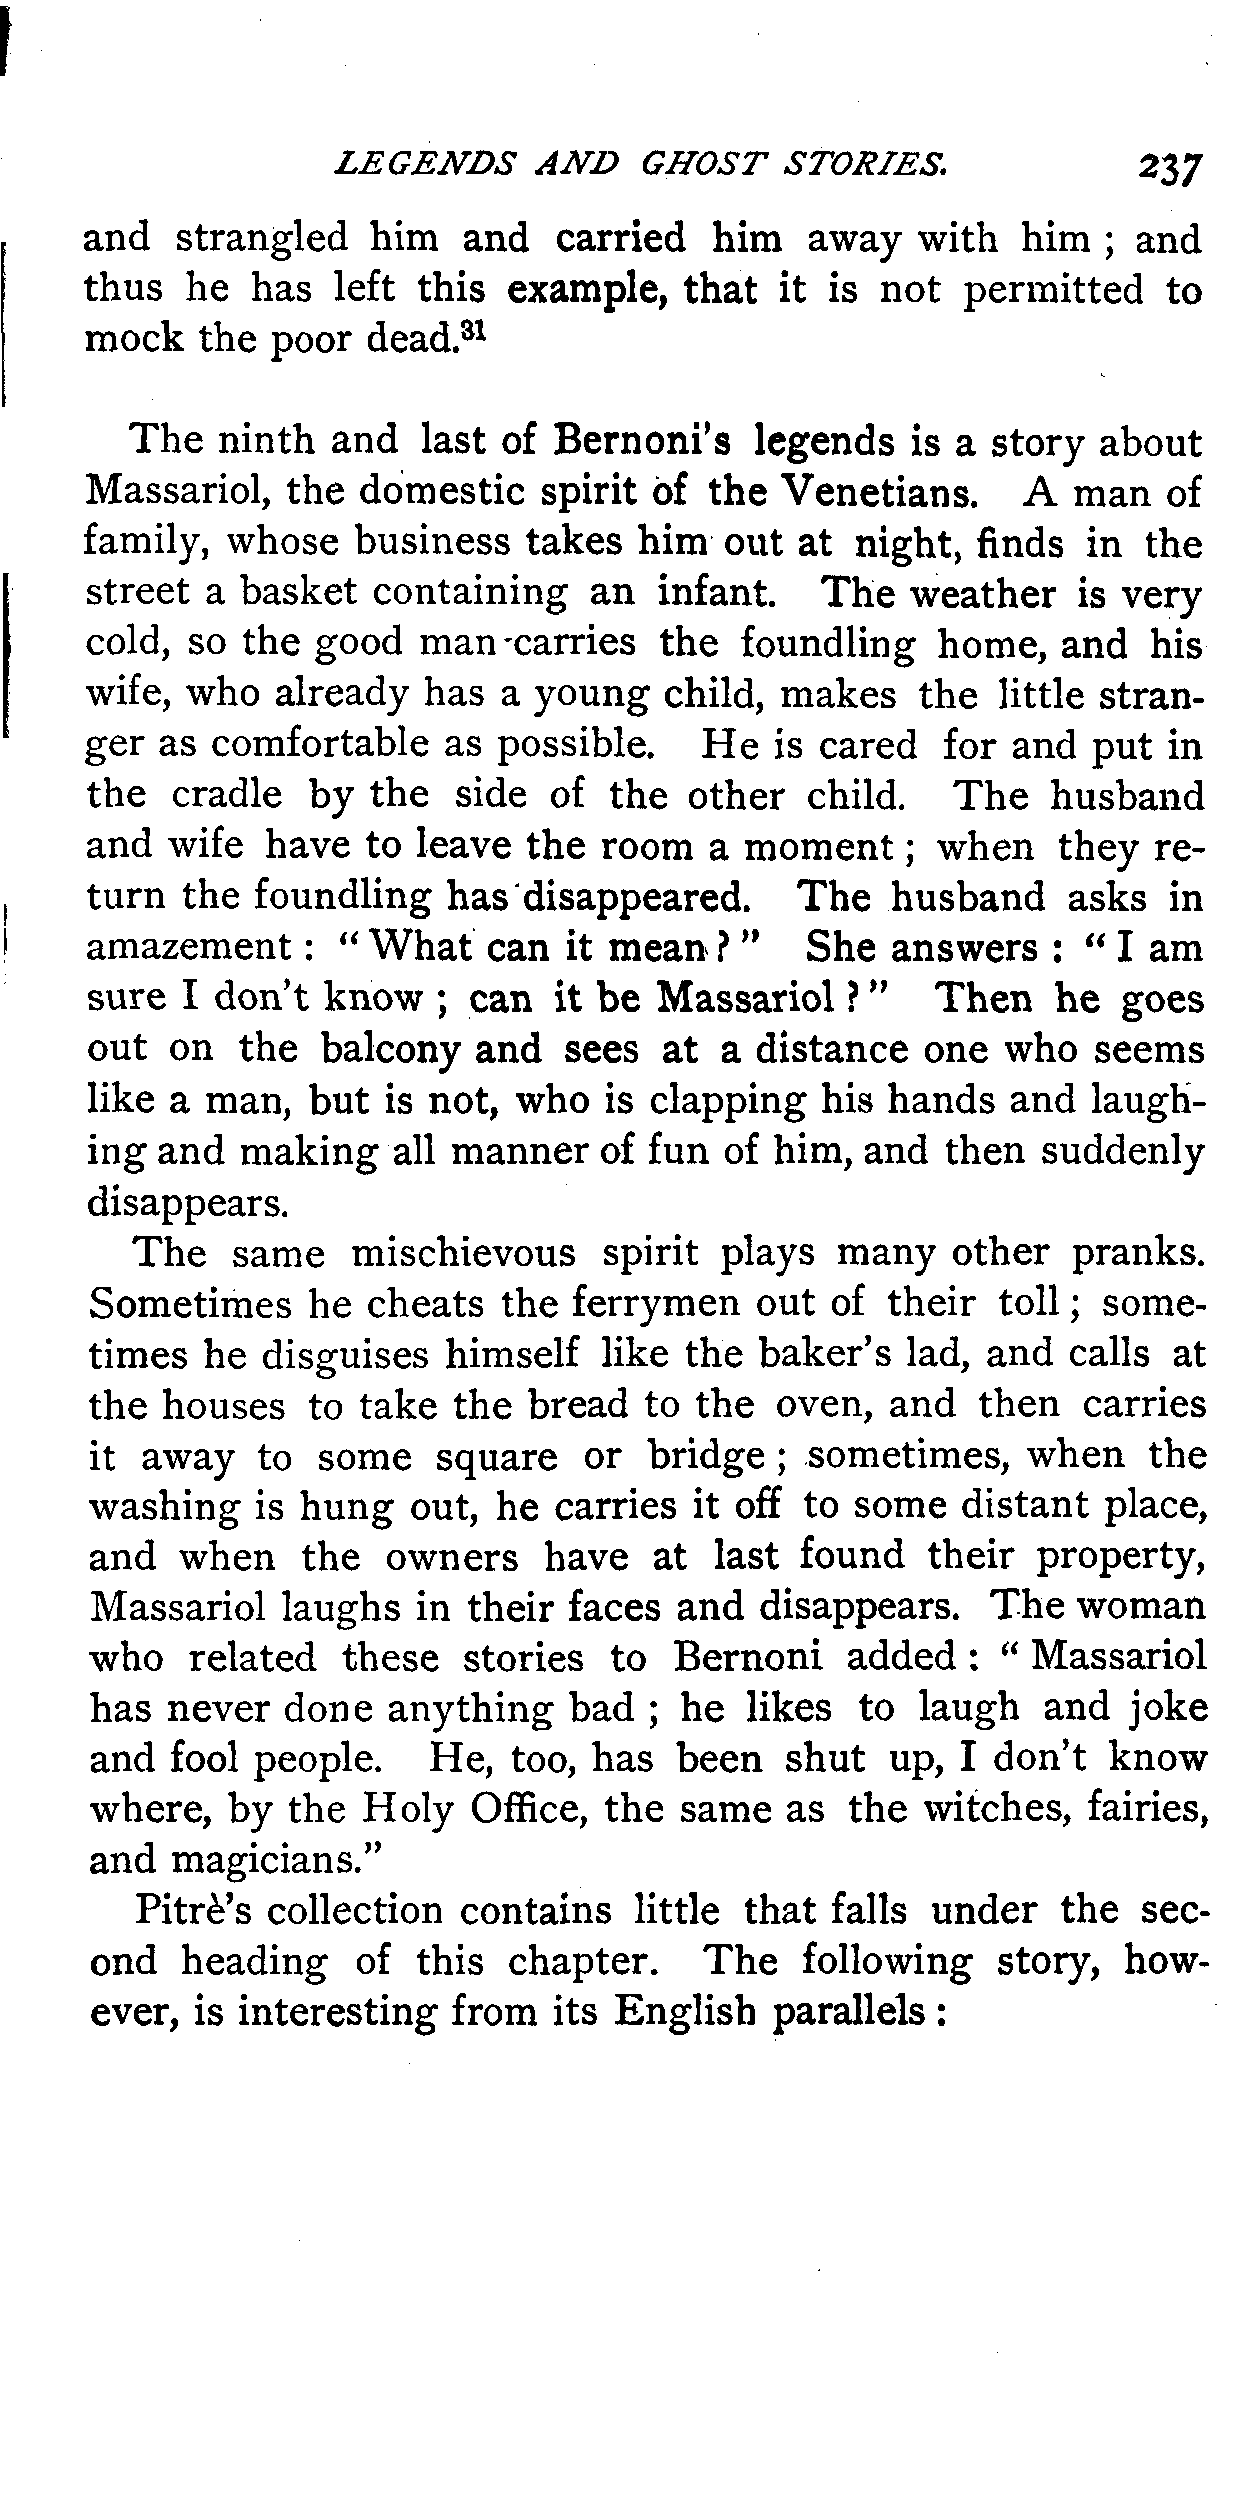 LEGENDS AND GHOST STORIES. 237
and strangled him and carried him away with him ; and
thus he has left this example, that it is not permitted to
mock the poor dead.³¹
The ninth and last of Bernoni's legends is a story about
Massariol, the domestic spirit of the Venetians. A man of
family, whose business takes him out at night, finds in the
street a basket containing an infant. The weather is very
cold, so the good man carries the foundling home, and his
wife, who already has a young child, makes the little stran-
ger as comfortable as possible. He is cared for and put in
the cradle by the side of the other child. The husband
and wife have to leave the room a moment ; when they re-
turn the foundling has disappeared. The husband asks in
amazement : " What can it mean ? " She answers : " I am
sure I don't know ; can it be Massariol ? " Then he goes
out on the balcony and sees at a distance one who seems
like a man, but is not, who is clapping his hands and laugh-
ing and making all manner of fun of him, and then suddenly
disappears.
The same mischievous spirit plays many other pranks.
Sometimes he cheats the ferrymen out of their toll ; some-
times he disguises himself like the baker's lad, and calls at
the houses to take the bread to the oven, and then carries
it away to some square or bridge ; sometimes, when the
washing is hung out, he carries it off to some distant place,
and when the owners have at last found their property,
Massariol laughs in their faces and disappears. The woman
who related these stories to Bernoni added : " Massariol
has never done anything bad ; he likes to laugh and joke
and fool people. He, too, has been shut up, I don't know
where, by the Holy Office, the same as the witches, fairies,
and magicians."
Pitrè's collection contains little that falls under the sec-
ond heading of this chapter. The following story, how-
ever, is interesting from its English parallels :